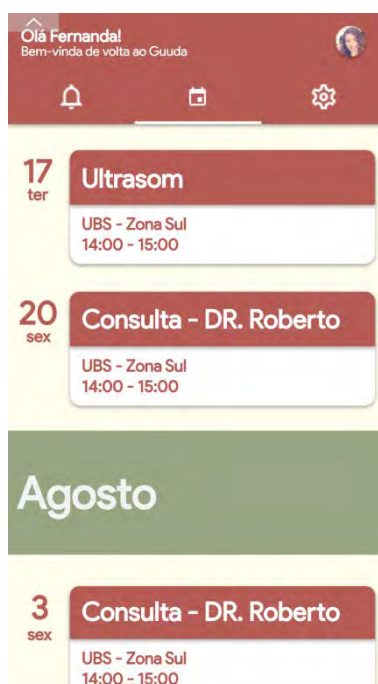 Olá Fernanda!
Bem-vinda de volta ao Guuda
17
ter
Ultrasom
UBS - Zona Sul
14:00 - 15:00
20
sex
Consulta - DR. Roberto
UBS - Zona Sul
14:00 - 15:00
Agosto
3
sex
Consulta - DR. Roberto
UBS - Zona Sul
14:00 - 15:00